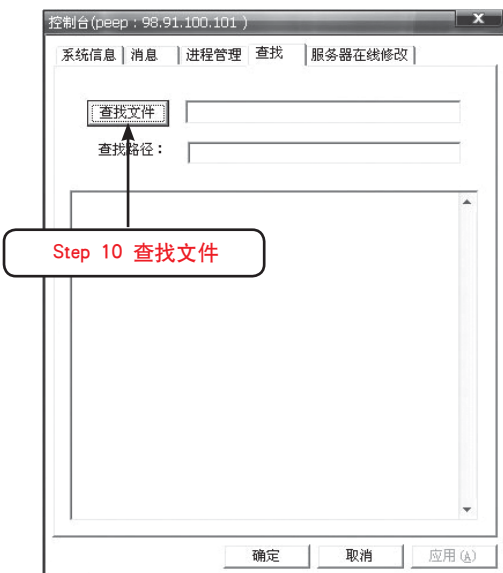 控制台(peep : 98.91.100.101 )
系统信息 消息 进程管理 查找 服务器在线修改
查找文件
查找路径：
Step 10 查找文件
确定 取消 应用(A)